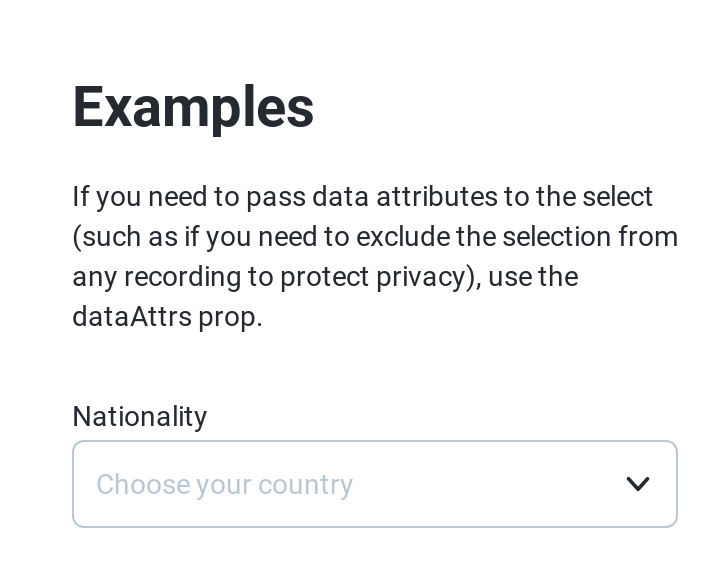 Examples
If you need to pass data attributes to the select
(such as if you need to exclude the selection from
any recording to protect privacy), use the
dataAttrs prop.
Nationality
Choose your country